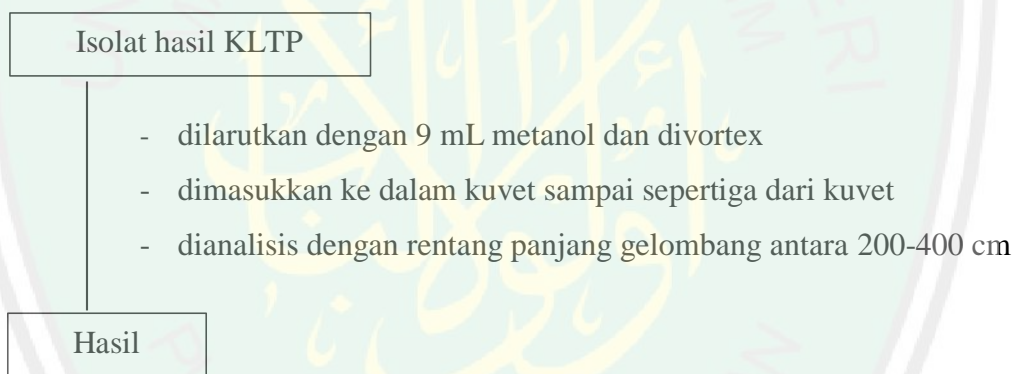 Isolat hasil KLTP
- dilarutkan dengan 9 mL metanol dan divortex
- dimasukkan ke dalam kuvet sampai sepertiga dari kuvet
- dianalisis dengan rentang panjang gelombang antara 200-400 cm
Hasil